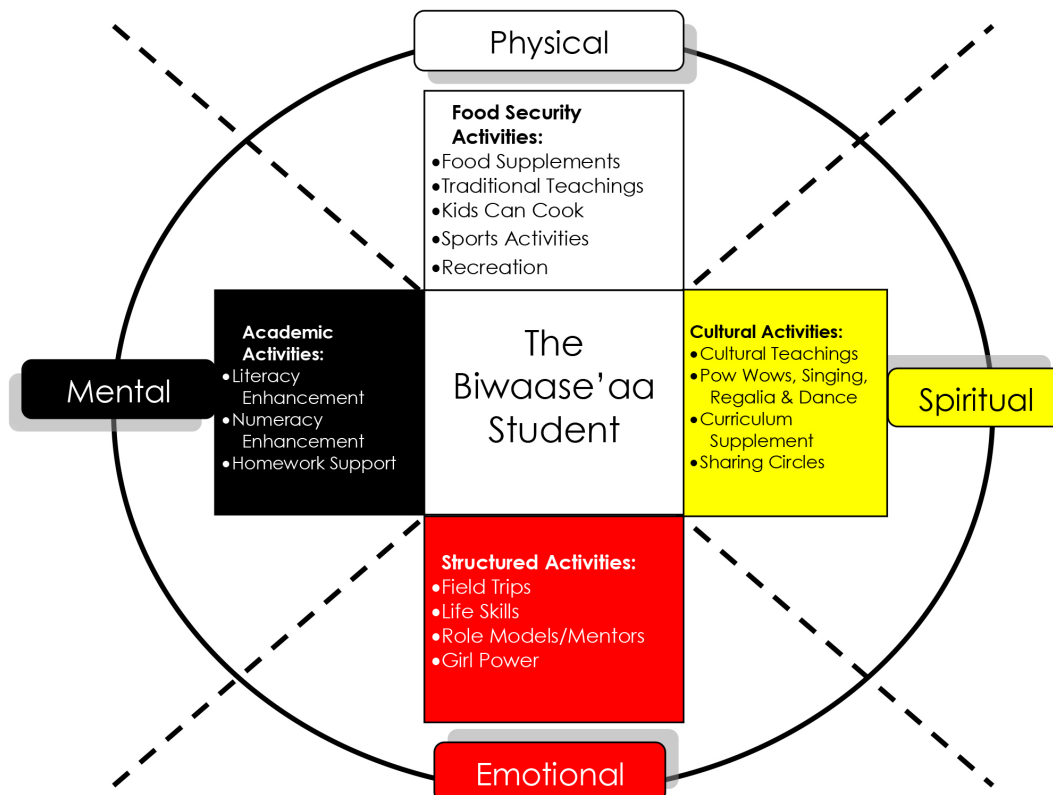 Physical
Food Security
Activities:
•Food Supplements
•Traditional Teachings
•Kids Can Cook
•Sports Activities
•Recreation
Mental
Academic
Activities:
•Literacy
Enhancement
•Numeracy
Enhancement
•Homework Support
The
Biwaase’aa
Student
Cultural Activities:
•Cultural Teachings
•Pow Wows, Singing,
Regalia & Dance
•Curriculum
Supplement
•Sharing Circles
Spiritual
Structured Activities:
•Field Trips
•Life Skills
•Role Models/Mentors
•Girl Power
Emotional